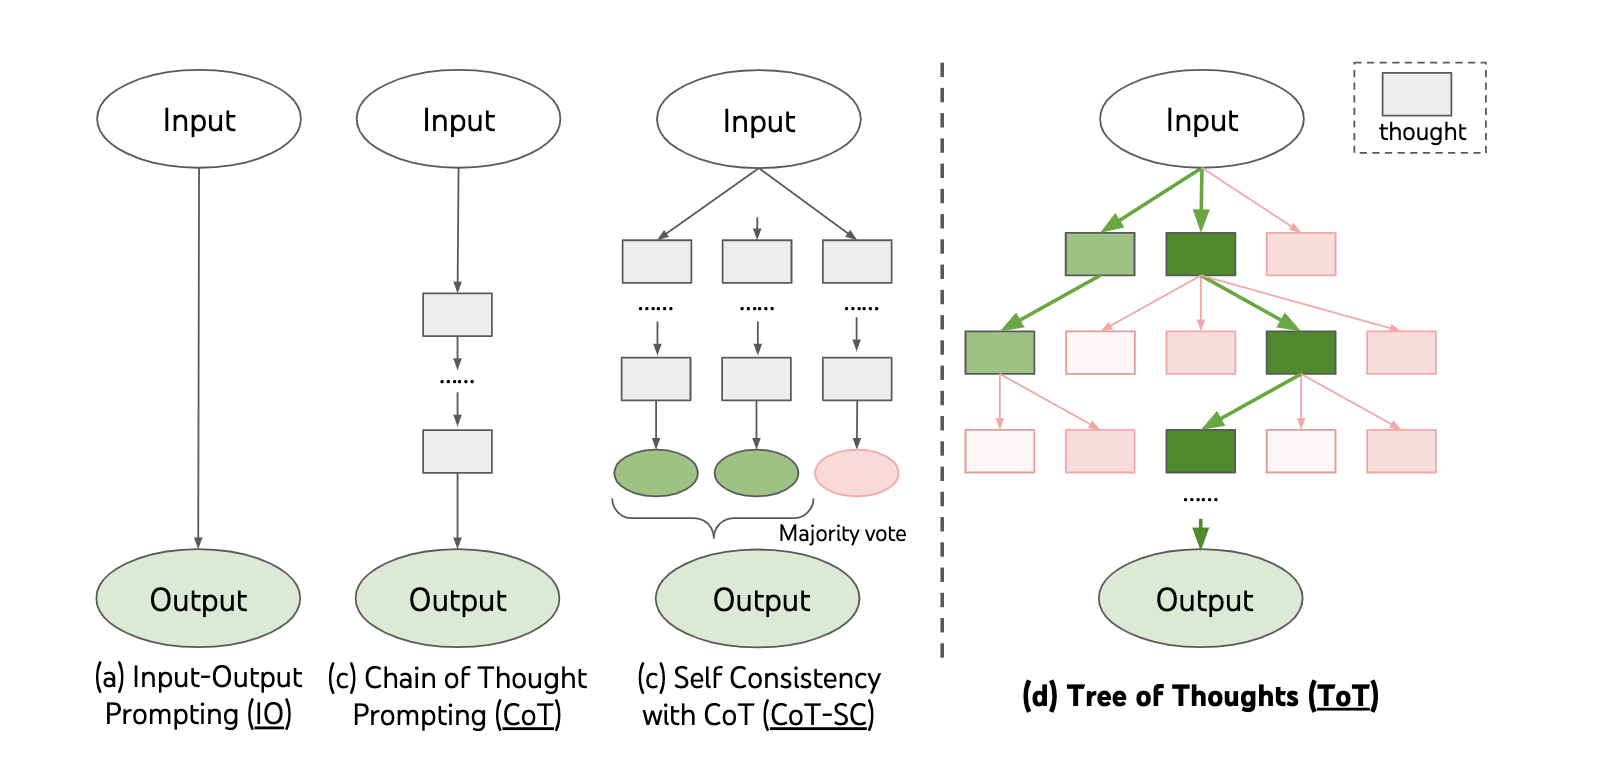 Input
Input
Input
Input
thought
......
......
......
......
......
Majority vote
Output
Output
Output
Output
(a) Input-Output
Prompting (IO)
(c) Chain of Thought
Prompting (CoT)
(c) Self Consistency
with CoT (CoT-SC)
(d) Tree of Thoughts (ToT)